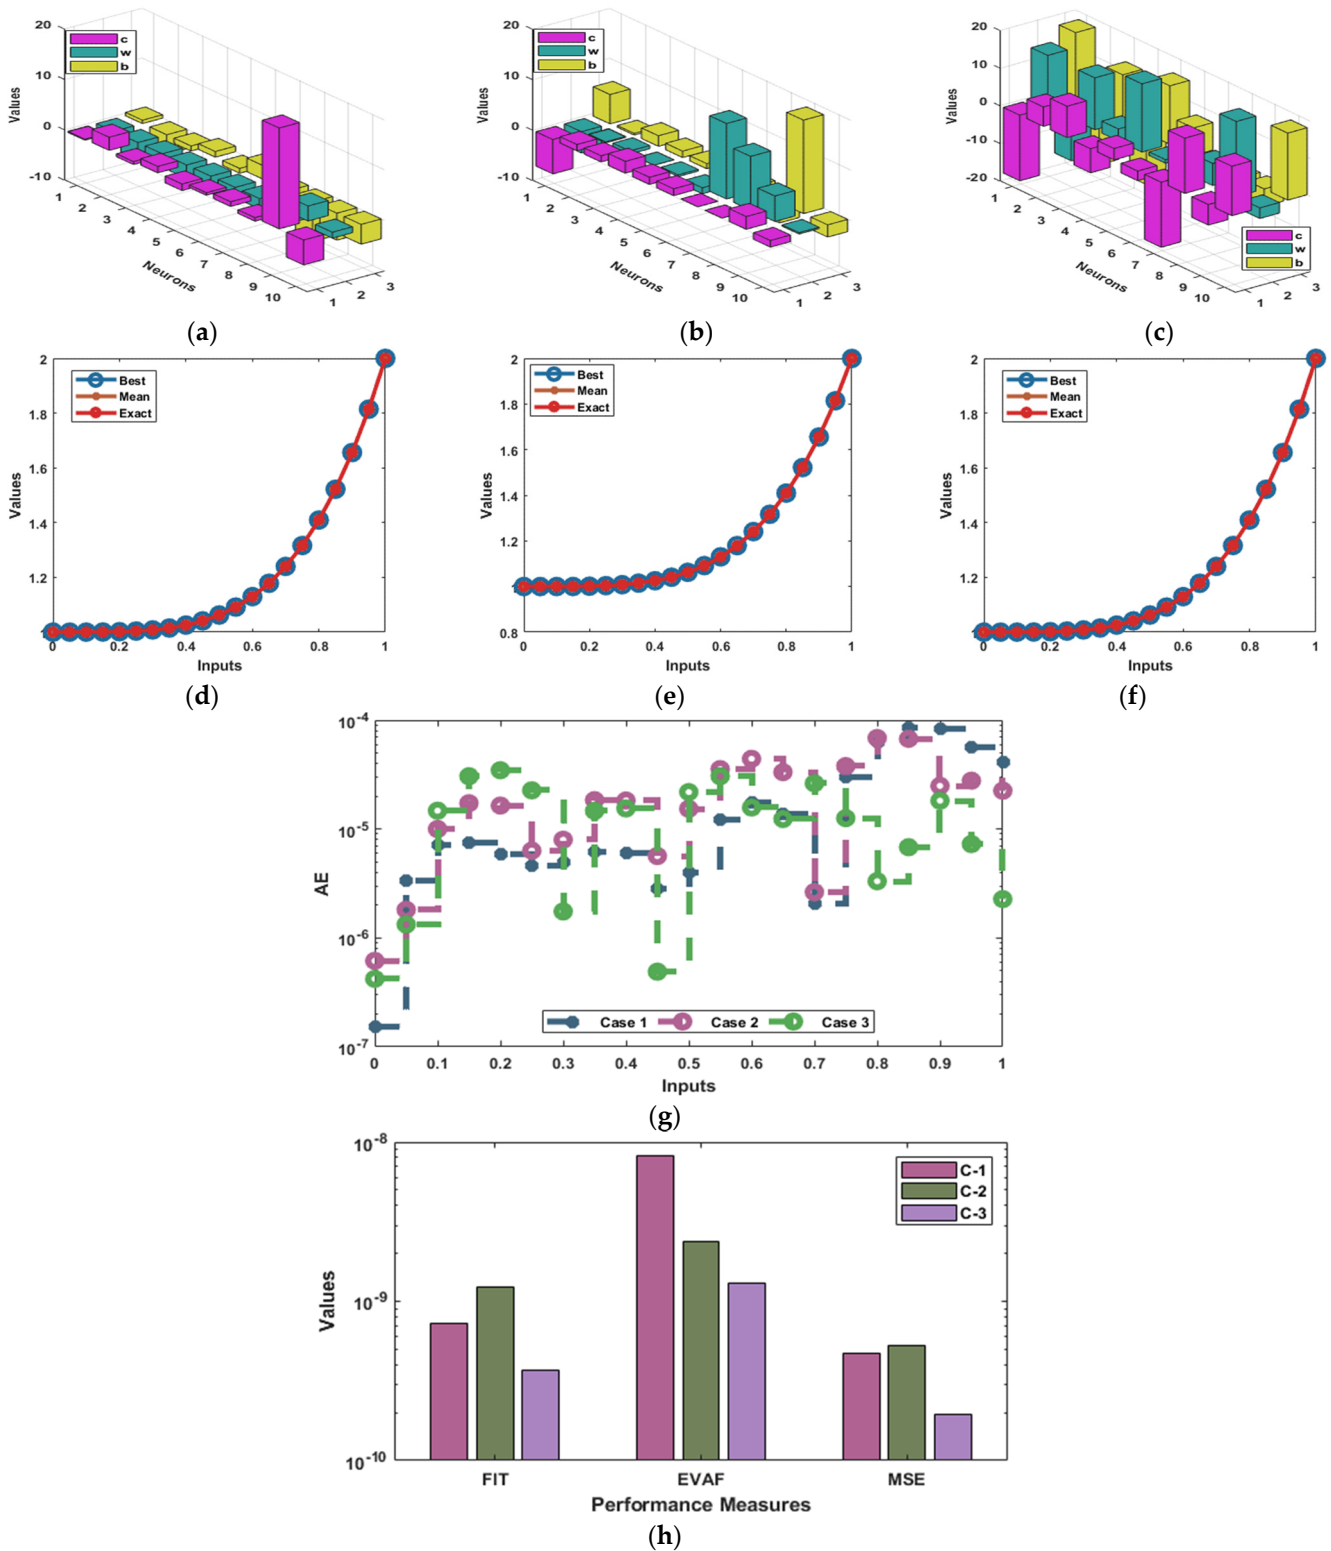 20
10
0
-10
Values
c
w
b
1
2
3
4
5
6
7
8
9
10
Neurons
1
2
3
(a)
20
10
0
-10
Values
c
w
b
1
2
3
4
5
6
7
8
9
10
Neurons
1
2
3
(b)
20
10
0
-10
-20
Values
c
w
b
1
2
3
4
5
6
7
8
9
10
Neurons
1
2
3
(c)
2
1.8
1.6
1.4
1.2
Values
Best
Mean
Exact
0 0.2 0.4 0.6 0.8 1
Inputs
(d)
2
1.8
1.6
1.4
1.2
0.8
Values
Best
Mean
Exact
0 0.2 0.4 0.6 0.8 1
Inputs
(e)
2
1.8
1.6
1.4
1.2
Values
Best
Mean
Exact
0 0.2 0.4 0.6 0.8 1
Inputs
(f)
10-4
10-5
10-6
10-7
AE
Case 1 Case 2 Case 3
0 0.1 0.2 0.3 0.4 0.5 0.6 0.7 0.8 0.9 1
Inputs
(g)
10-8
10-9
10-10
Values
C-1
C-2
C-3
FIT EVAF MSE
Performance Measures
(h)